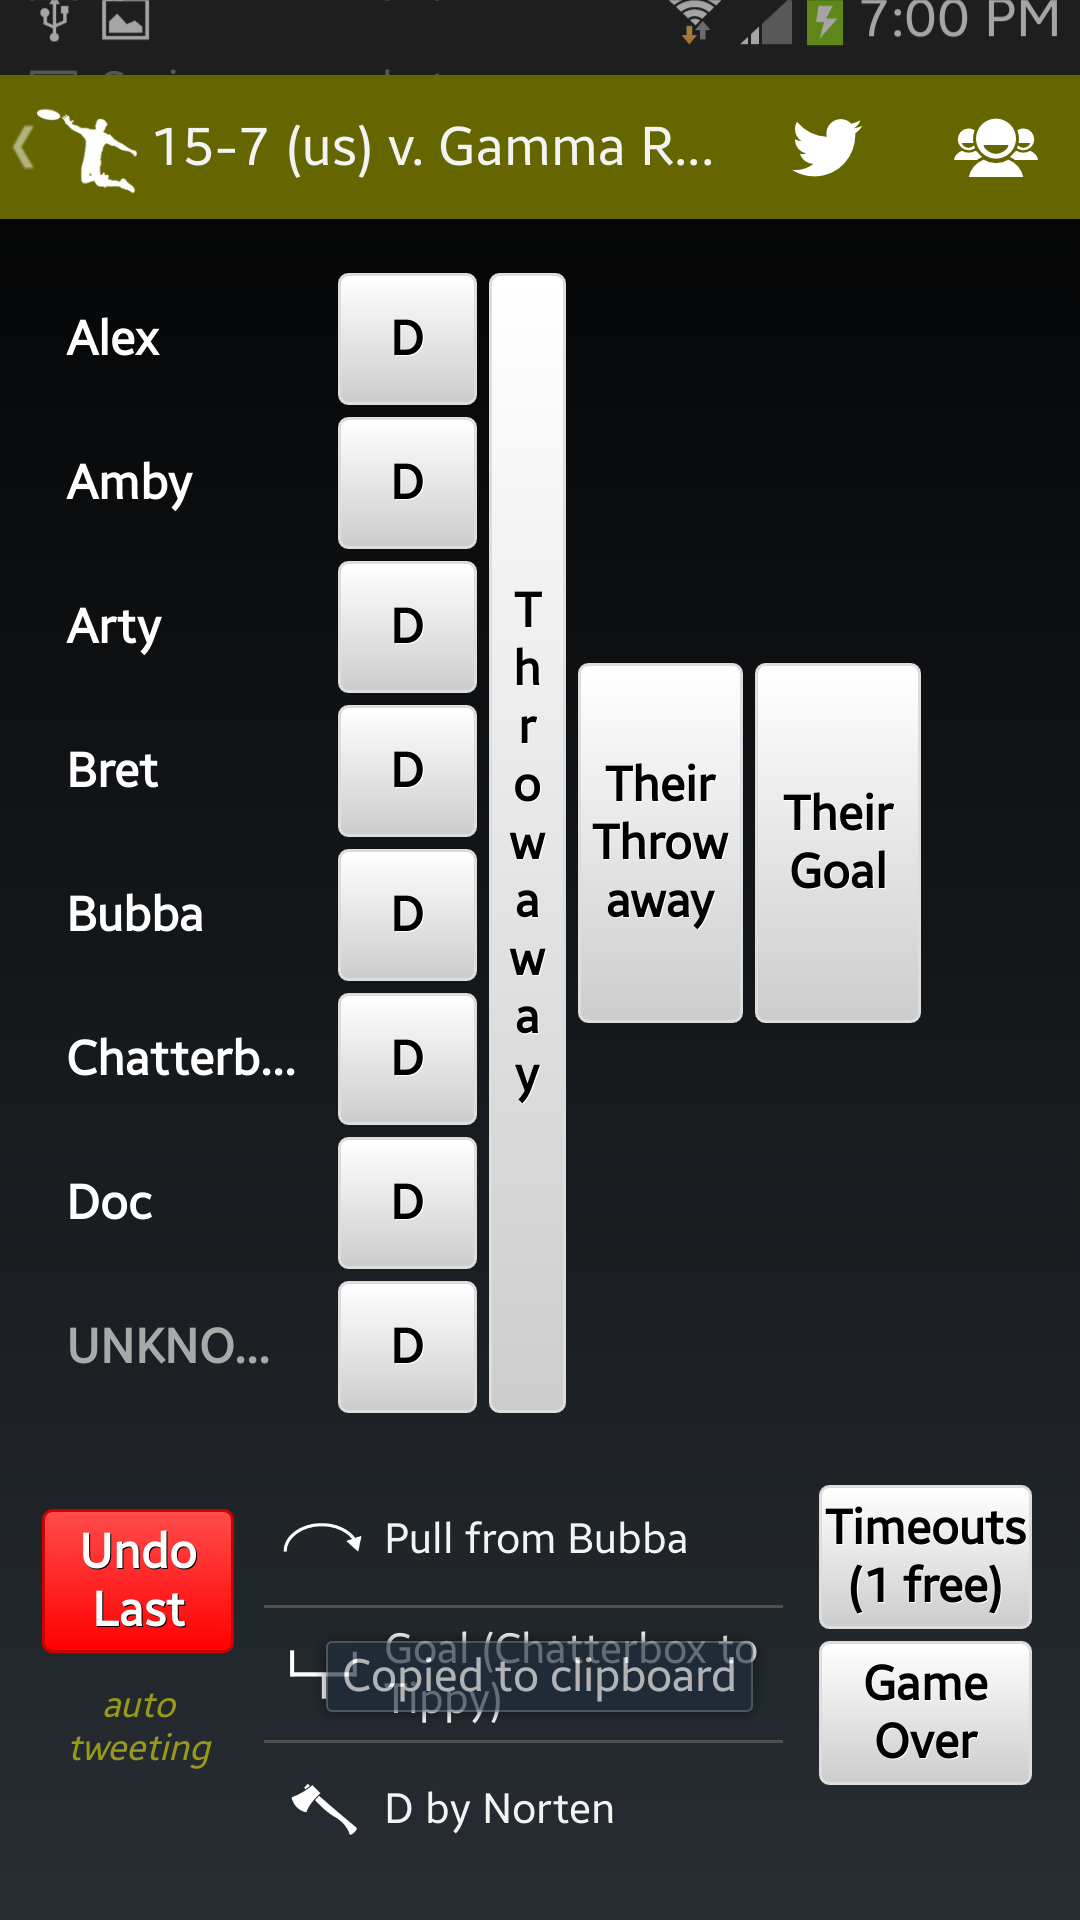 7:00 PM
15-7 (us) v. Gamma R...
Alex
D
Amby
D
Arty
D
Bret
D
Bubba
D
Chatterb...
D
Doc
D
UNKNO...
D
T
h
r
o
w
a
w
a
y
Their
Throw
away
Their
Goal
Undo
Last
auto
tweeting
Pull from Bubba
Goal (Chatterbox to
Tippy)
Copied to clipboard
D by Norten
Timeouts
(1 free)
Game
Over